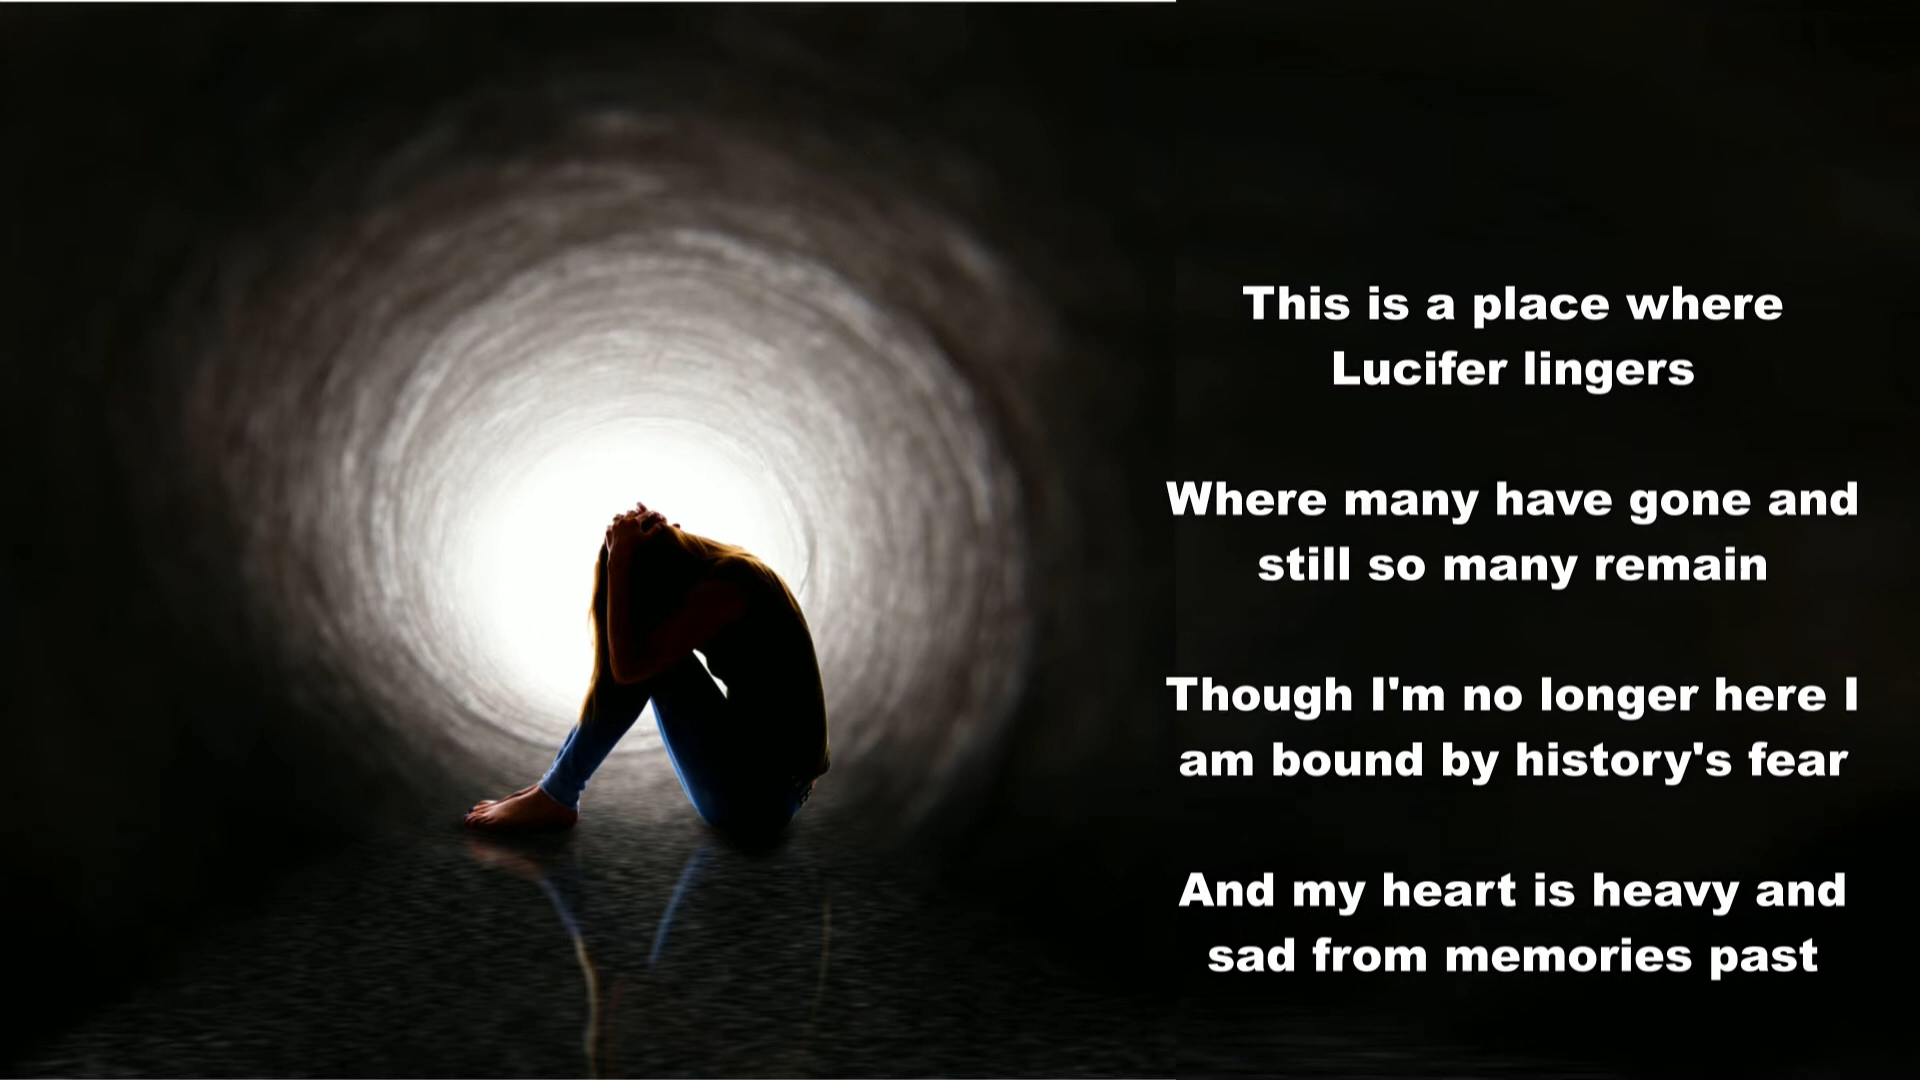 This is a place where
Lucifer lingers
Where many have gone and
still so many remain
Though I'm no longer here I
am bound by history's fear
And my heart is heavy and
sad from memories past